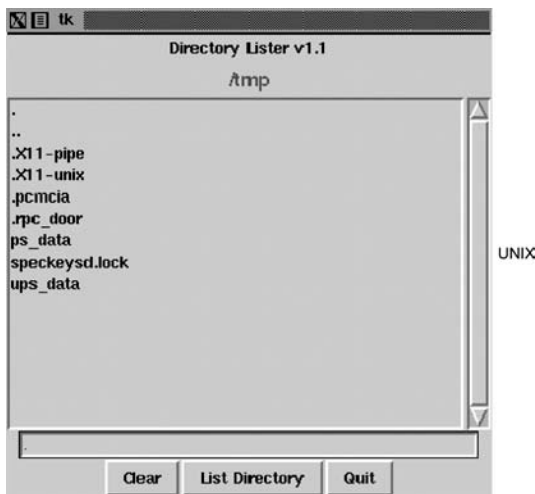 tk
Directory Lister v1.1
/tmp
.
..
.X11-pipe
.X11-unix
.pcmcia
.rpc_door
ps_data
speckeysd.lock
ups_data
UNIX
.
Clear List Directory Quit